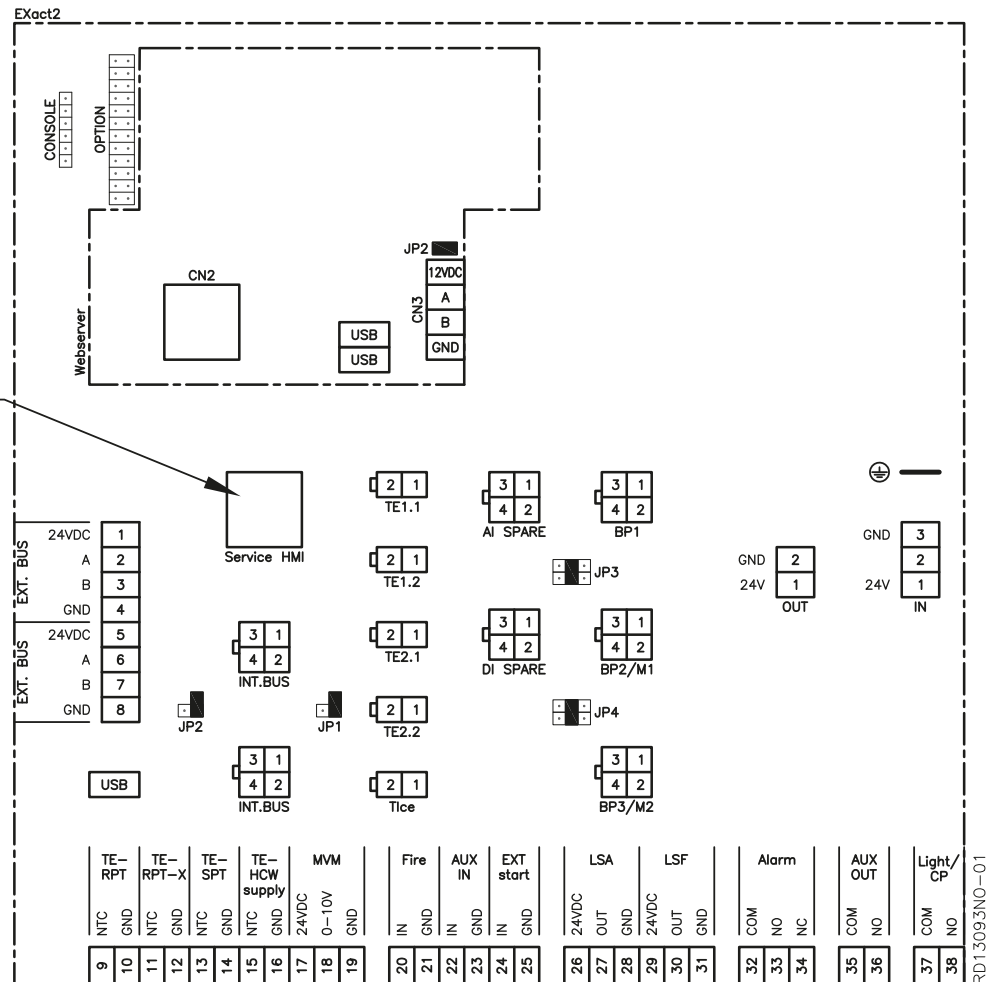 EXact2
CONSOLE
OPTION
JP2
12VDC
CN2
CN3
A
B
GND
USB
USB
Webserver
3 1
4 2
AI SPARE
2 1
TE1.1
3 1
4 2
BP1
Service HMI
EXT. BUS
24VDC 1
A 2
B 3
GND 4
EXT. BUS
24VDC 5
A 6
B 7
GND 8
2 1
TE1.2
JP3
GND 2
24V 1
OUT
GND 3
2
24V 1
IN
3 1
4 2
INT.BUS
2 1
TE2.1
3 1
4 2
DI SPARE
3 1
4 2
BP2/M1
JP2
JP1
2 1
TE2.2
JP4
USB
3 1
4 2
INT.BUS
2 1
TIce
3 1
4 2
BP3/M2
TE-
RPT
TE-
RPT-X
TE-
SPT
TE-
HCW
supply
MVM
Fire
AUX
IN
EXT
start
LSA
LSF
Alarm
AUX
OUT
Light/
CP
NTC GND NTC GND NTC GND NTC GND 24VDC 0-10V GND IN GND IN GND IN GND 24VDC OUT GND 24VDC OUT GND COM NO NC COM NO COM NO
9 10 11 12 13 14 15 16 17 18 19 20 21 22 23 24 25 26 27 28 29 30 31 32 33 34 35 36 37 38
RD13093NO-01